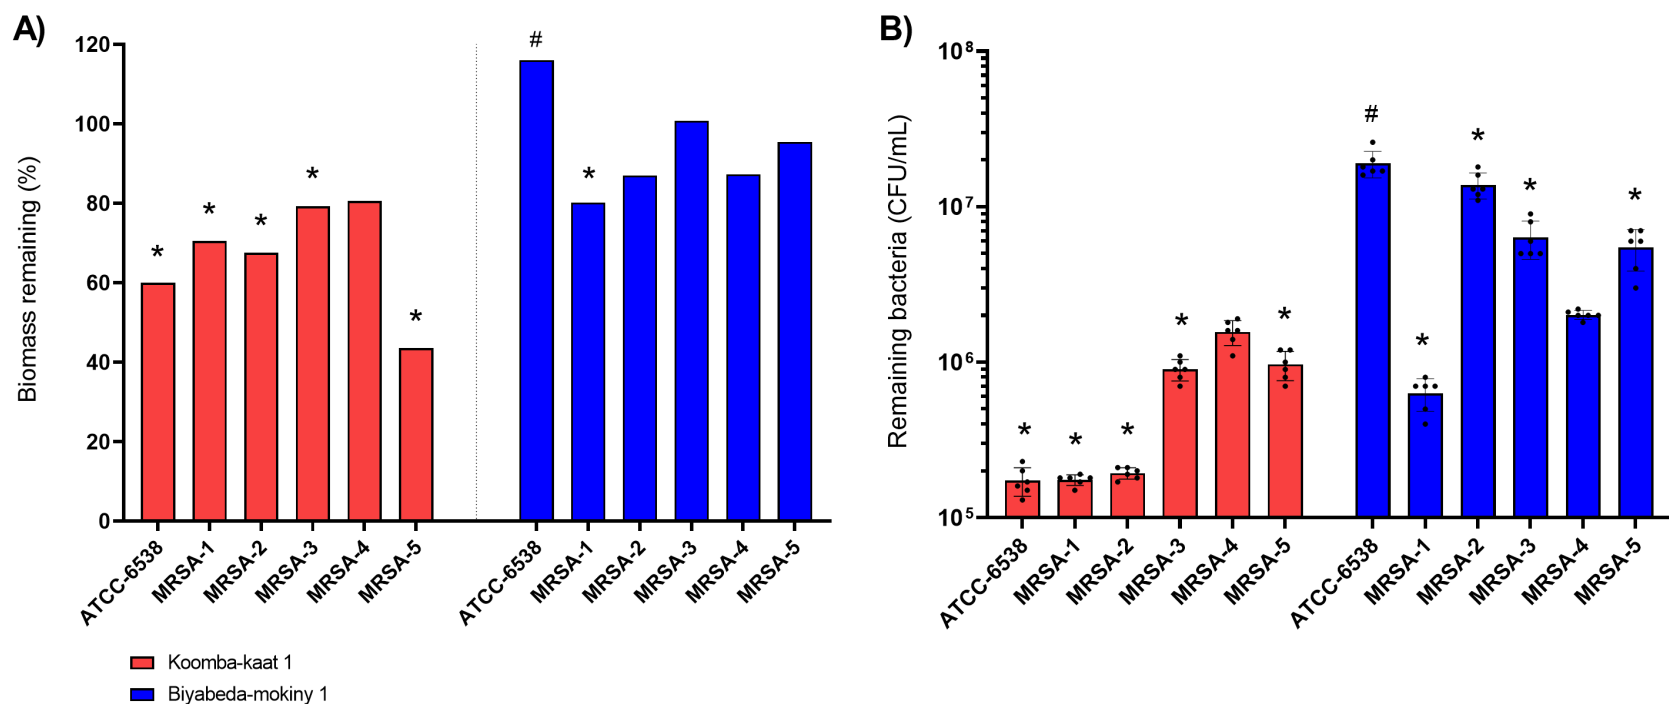 A)
Biomass remaining (%)
120
100
80
60
40
20
0
#
*
*
*
*
*
*
ATCC-6538
MRSA-1
MRSA-2
MRSA-3
MRSA-4
MRSA-5
ATCC-6538
MRSA-1
MRSA-2
MRSA-3
MRSA-4
MRSA-5
Koomba-kaat 1
Biyabeda-mokiny 1
B)
Remaining bacteria (CFU/mL)
10⁸
10⁷
10⁶
10⁵
*
*
*
*
*
#
*
*
*
*
ATCC-6538
MRSA-1
MRSA-2
MRSA-3
MRSA-4
MRSA-5
ATCC-6538
MRSA-1
MRSA-2
MRSA-3
MRSA-4
MRSA-5